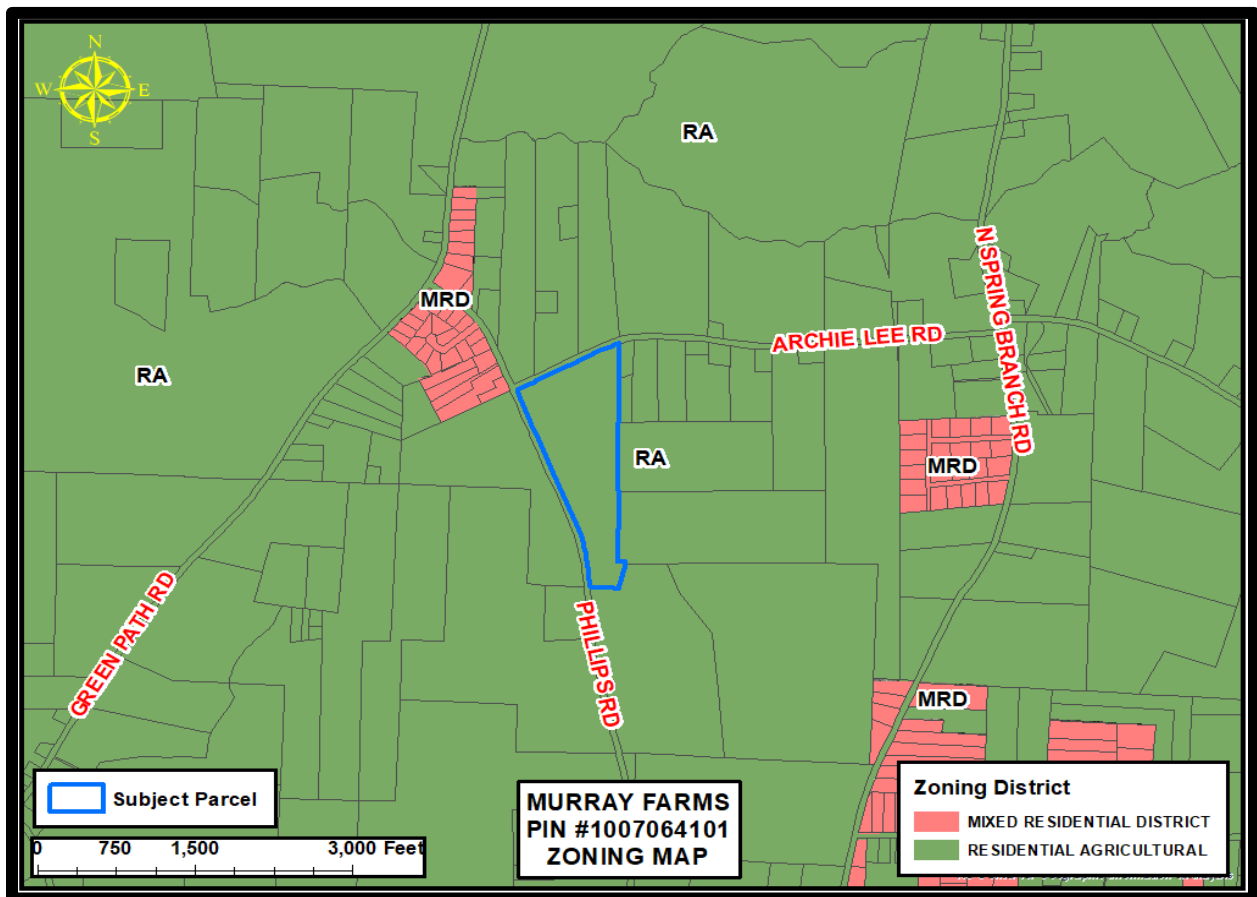 N
W E
S
RA
MRD
N SPRING BRANCH RD
ARCHIE LEE RD
RA
RA
MRD
GREEN PATH RD
PHILLIPS RD
MRD
Subject Parcel
0 750 1,500 3,000 Feet
MURRAY FARMS
PIN #1007064101
ZONING MAP
Zoning District
MIXED RESIDENTIAL DISTRICT
RESIDENTIAL AGRICULTURAL